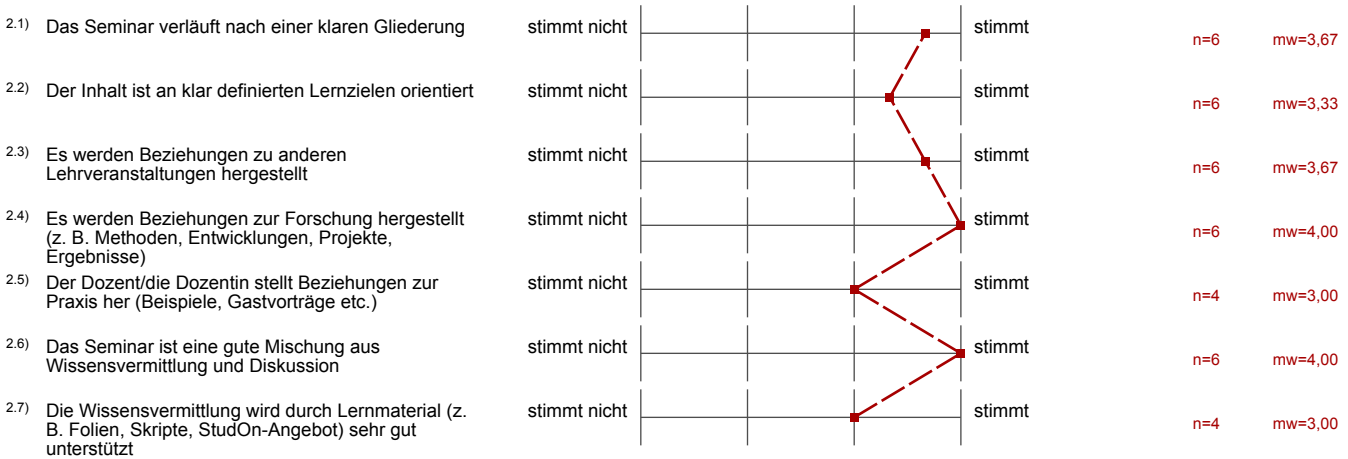 2.1) Das Seminar verläuft nach einer klaren Gliederung stimmt nicht stimmt n=6 mw=3,67
2.2) Der Inhalt ist an klar definierten Lernzielen orientiert stimmt nicht stimmt n=6 mw=3,33
2.3) Es werden Beziehungen zu anderen stimmt nicht stimmt n=6 mw=3,67
Lehrveranstaltungen hergestellt
2.4) Es werden Beziehungen zur Forschung hergestellt stimmt nicht stimmt n=6 mw=4,00
(z. B. Methoden, Entwicklungen, Projekte,
Ergebnisse)
2.5) Der Dozent/die Dozentin stellt Beziehungen zur stimmt nicht stimmt n=4 mw=3,00
Praxis her (Beispiele, Gastvorträge etc.)
2.6) Das Seminar ist eine gute Mischung aus stimmt nicht stimmt n=6 mw=4,00
Wissensvermittlung und Diskussion
2.7) Die Wissensvermittlung wird durch Lernmaterial (z. stimmt nicht stimmt n=4 mw=3,00
B. Folien, Skripte, StudOn-Angebot) sehr gut
unterstützt